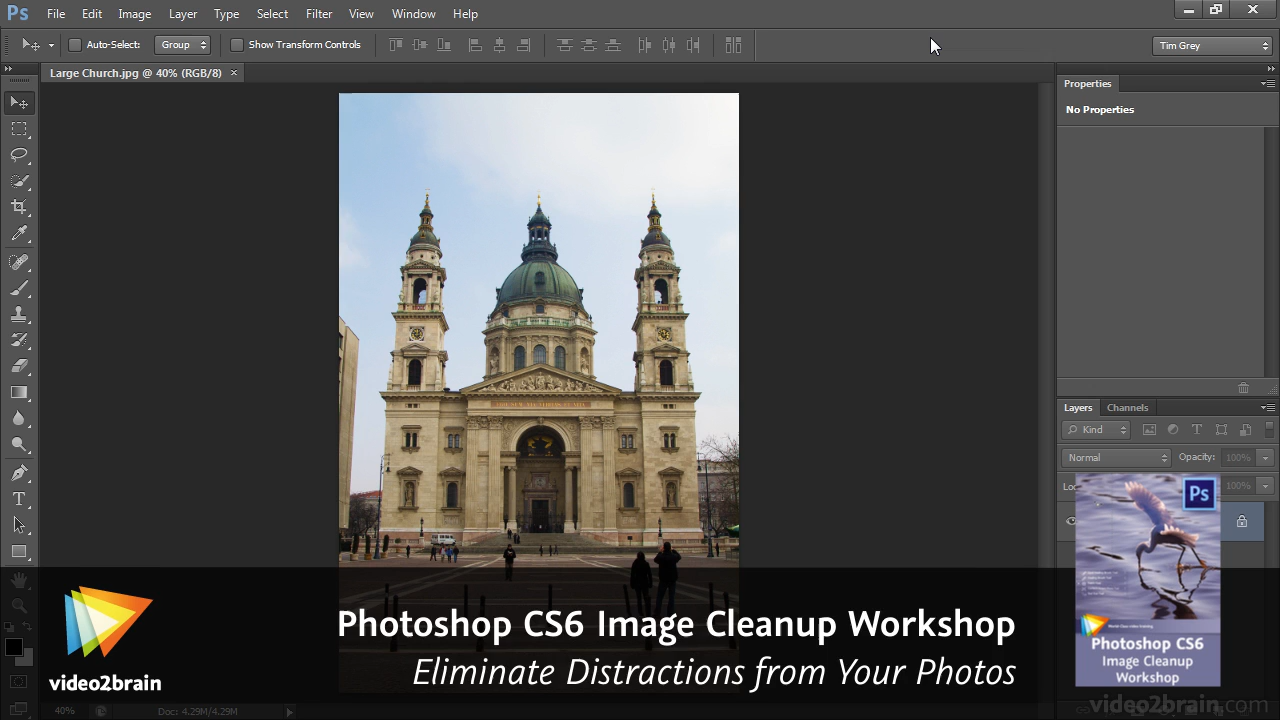 Ps File Edit Image Layer Type Select Filter View Window Help
Auto-Select: Group Show Transform Controls Tim Grey
Large Church.jpg @ 40% (RGB/8) ×
Properties
No Properties
Layers Channels
Kind
Normal Opacity: 100%
100%
Ps
Photoshop CS6 Image Cleanup Workshop
Eliminate Distractions from Your Photos
video2brain
Photoshop CS6
Image Cleanup
Workshop
video2brain.com
40% Doc: 4.29M/4.29M